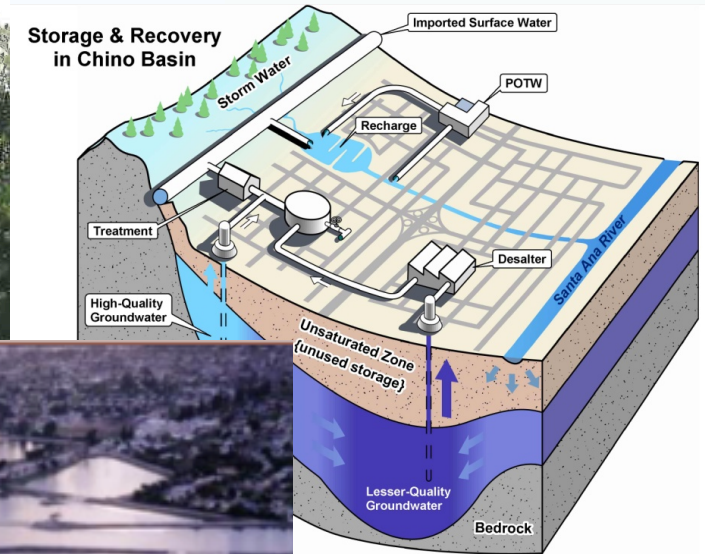 Storage & Recovery
in Chino Basin
Imported Surface Water
Storm Water
POTW
Recharge
Treatment
Desalter
Santa Ana River
High-Quality
Groundwater
Unsaturated Zone
{unused storage}
Lesser-Quality
Groundwater
Bedrock